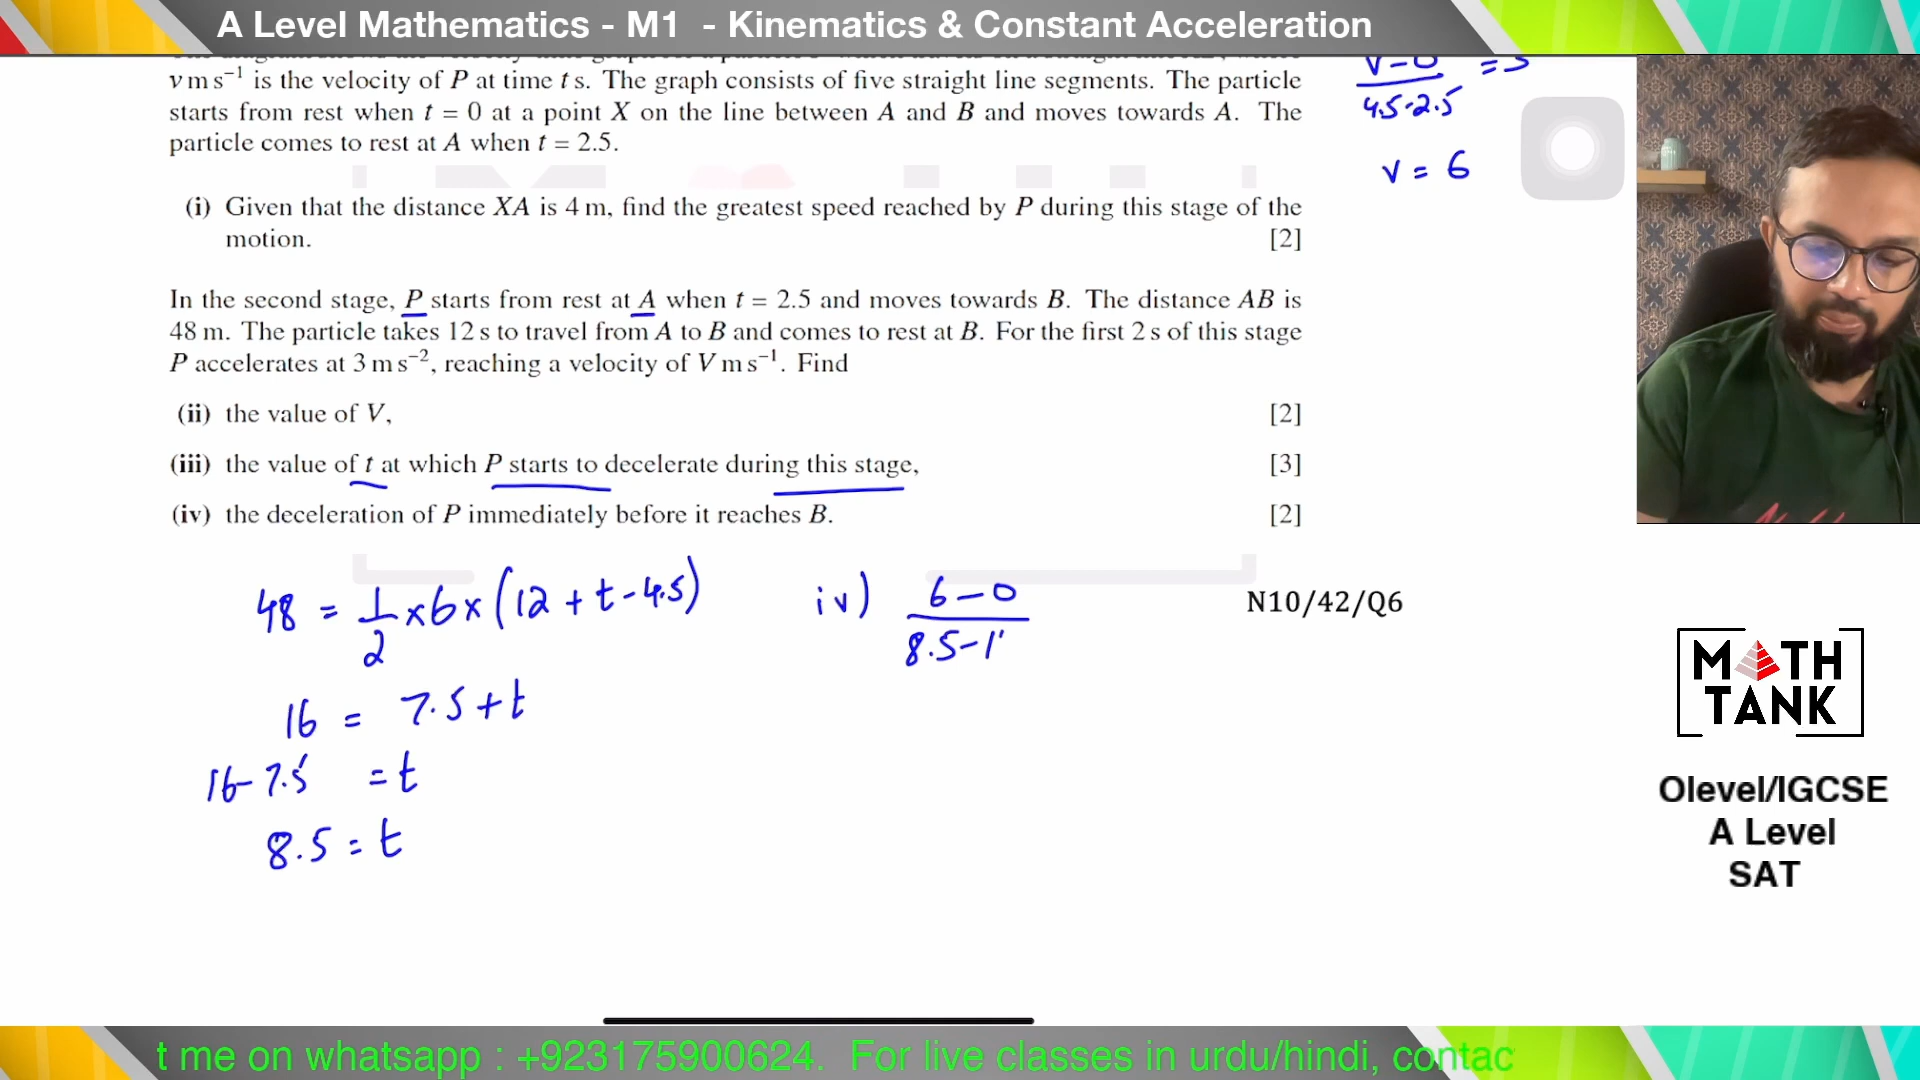 A Level Mathematics - M1 - Kinematics & Constant Acceleration
v m s⁻¹ is the velocity of P at time t s. The graph consists of five straight line segments. The particle
starts from rest when t = 0 at a point X on the line between A and B and moves towards A. The
particle comes to rest at A when t = 2.5.
v-0/4.5-2.5 = 3
v = 6
(i) Given that the distance XA is 4 m, find the greatest speed reached by P during this stage of the
motion. [2]
In the second stage, P starts from rest at A when t = 2.5 and moves towards B. The distance AB is
48 m. The particle takes 12 s to travel from A to B and comes to rest at B. For the first 2 s of this stage
P accelerates at 3 m s⁻², reaching a velocity of V m s⁻¹. Find
(ii) the value of V, [2]
(iii) the value of t at which P starts to decelerate during this stage, [3]
(iv) the deceleration of P immediately before it reaches B. [2]
48 = 1/2 × 6 × (12 + t - 4.5)
16 = 7.5 + t
16 - 7.5 = t
8.5 = t
iv) 6 - 0
8.5 - 1
N10/42/Q6
MATH
TANK
Olevel/IGCSE
A Level
SAT
t me on whatsapp : +923175900624. For live classes in urdu/hindi, contac